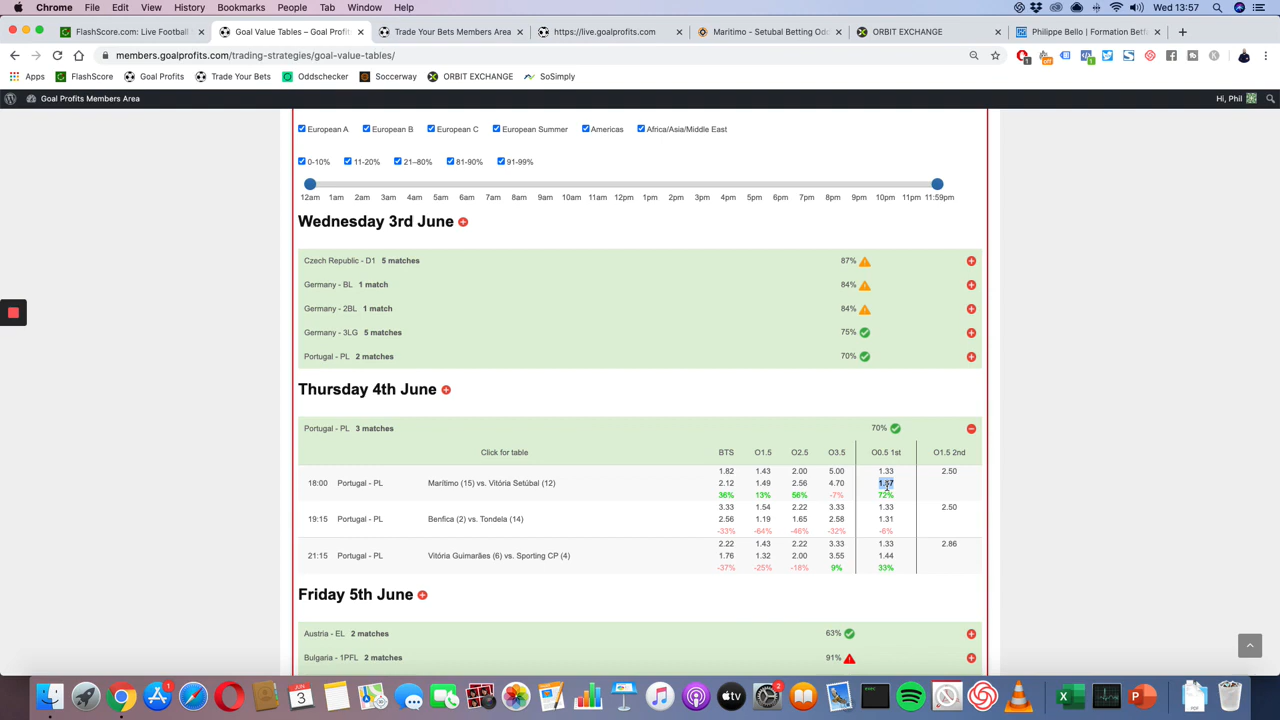 Chrome File Edit View History Bookmarks People Tab Window Help Wed 13:57
FlashScore.com: Live Football Goal Value Tables – Goal Profi Trade Your Bets Members Area https://live.goalprofits.com Maritimo - Setubal Betting Odd ORBIT EXCHANGE Philippe Bello | Formation Betf
members.goalprofits.com/trading-strategies/goal-value-tables/
Apps FlashScore Goal Profits Trade Your Bets Oddschecker Soccerway ORBIT EXCHANGE SoSimply
Goal Profits Members Area Hi, Phil
European A European B European C European Summer Americas Africa/Asia/Middle East
0-10% 11-20% 21–80% 81-90% 91-99%
12am 1am 2am 3am 4am 5am 6am 7am 8am 9am 10am 11am 12pm 1pm 2pm 3pm 4pm 5pm 6pm 7pm 8pm 9pm 10pm 11pm 11:59pm
Wednesday 3rd June
Czech Republic - D1 5 matches 87%
Germany - BL 1 match 84%
Germany - 2BL 1 match 84%
Germany - 3LG 5 matches 75%
Portugal - PL 2 matches 70%
Thursday 4th June
Portugal - PL 3 matches 70%
Click for table BTS O1.5 O2.5 O3.5 O0.5 1st O1.5 2nd
1.82 1.43 2.00 5.00 1.33 2.50
18:00 Portugal - PL Marítimo (15) vs. Vitória Setúbal (12) 2.12 1.49 2.56 4.70 1.57
36% 13% 56% -7% 72%
3.33 1.54 2.22 3.33 1.33 2.50
19:15 Portugal - PL Benfica (2) vs. Tondela (14) 2.56 1.19 1.65 2.58 1.31
-33% -64% -46% -32% -6%
2.22 1.43 2.22 3.33 1.33 2.86
21:15 Portugal - PL Vitória Guimarães (6) vs. Sporting CP (4) 1.76 1.32 2.00 3.55 1.44
-37% -25% -18% 9% 33%
Friday 5th June
Austria - EL 2 matches 63%
Bulgaria - 1PFL 2 matches 91%